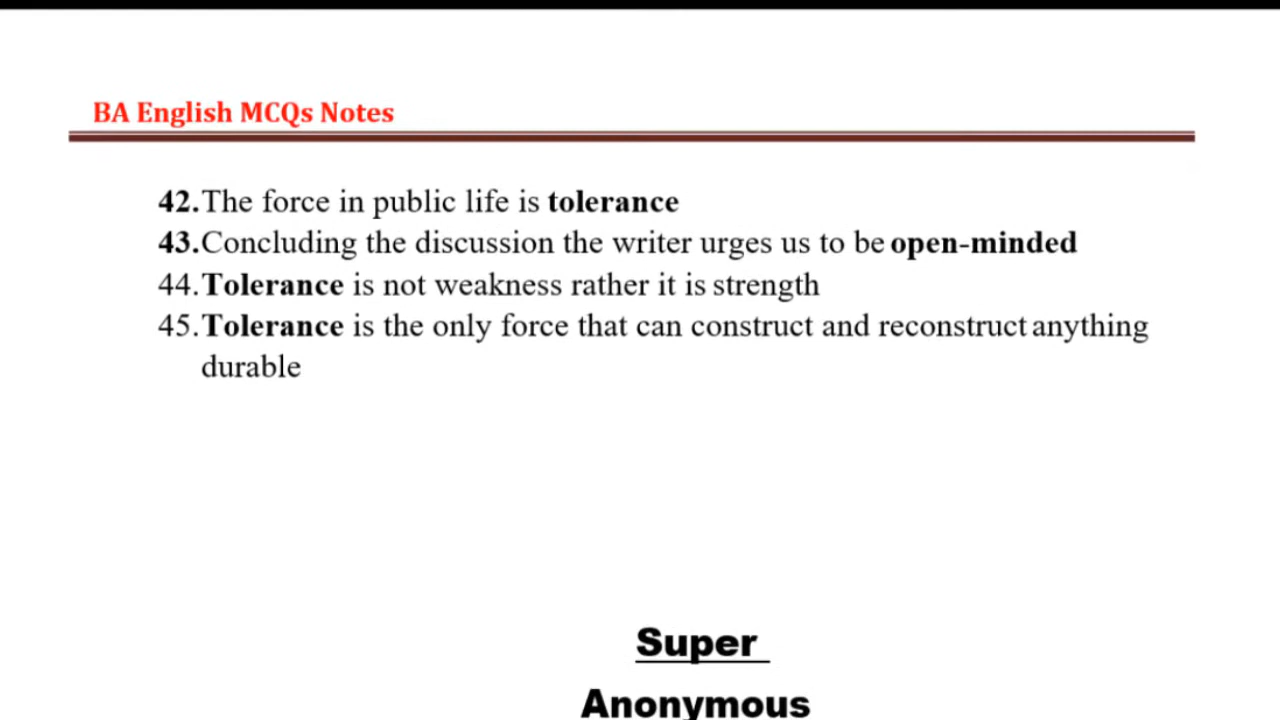 BA English MCQs Notes
42.The force in public life is tolerance
43.Concluding the discussion the writer urges us to be open-minded
44.Tolerance is not weakness rather it is strength
45.Tolerance is the only force that can construct and reconstruct anything
durable
Super
Anonymous